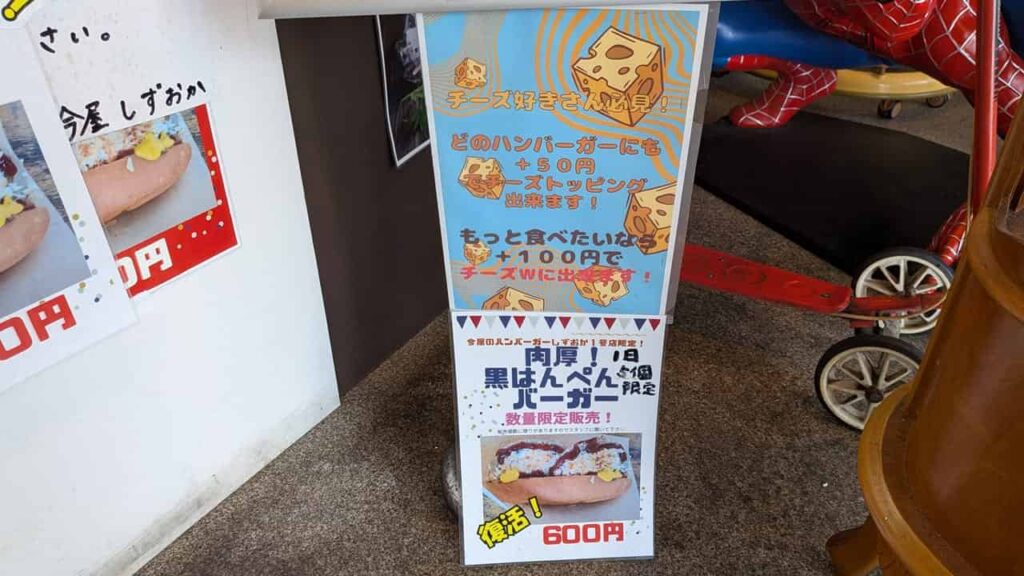 さい。
今屋 しずおか
0円
00円
チーズ好きさん必見！
どのハンバーガーにも
＋５０円
でチーズトッピング
出来ます！
もっと食べたいなら
＋１００円で
チーズＷに出来ます！
今屋のハンバーガーしずおか１号店限定！
肉厚！
黒はんぺん
バーガー
1日
5個
限定
数量限定販売！
復活！
600円